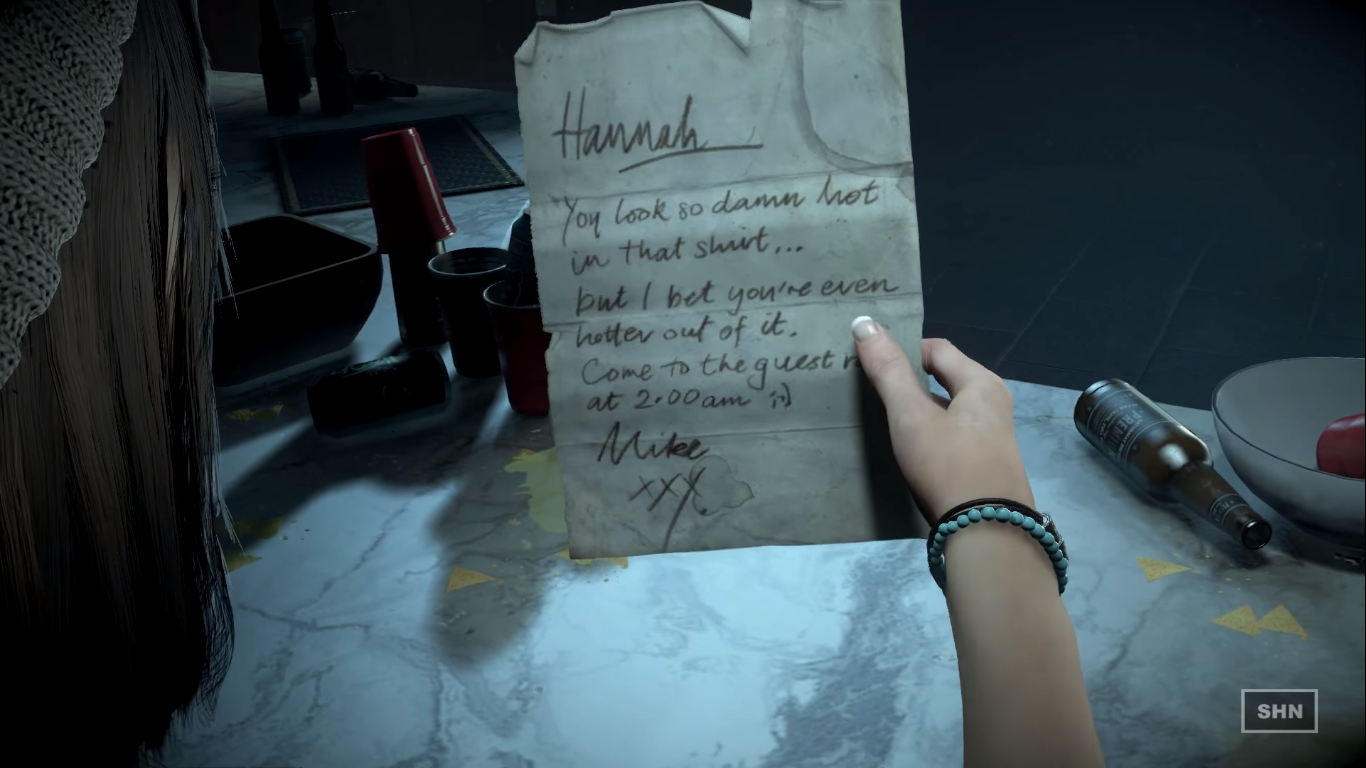 Hannah
You look so damn hot
in that shirt...
but I bet you're even
hotter out of it.
Come to the guest
at 2.00am ;)
Mike
xxx
SHN